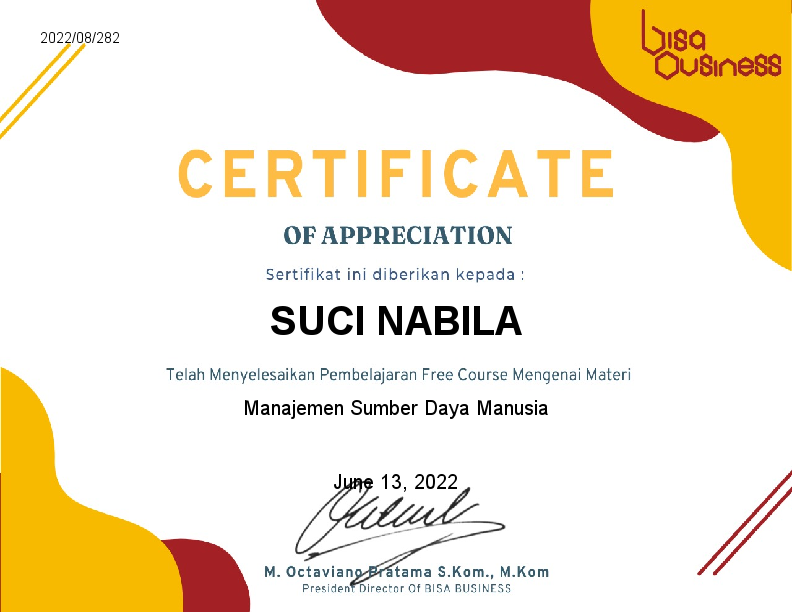 2022/08/282
bisa
business
CERTIFICATE
OF APPRECIATION
Sertifikat ini diberikan kepada :
SUCI NABILA
Telah Menyelesaikan Pembelajaran Free Course Mengenai Materi
Manajemen Sumber Daya Manusia
June 13, 2022
M. Octaviano Pratama S.Kom., M.Kom
President Director Of BISA BUSINESS